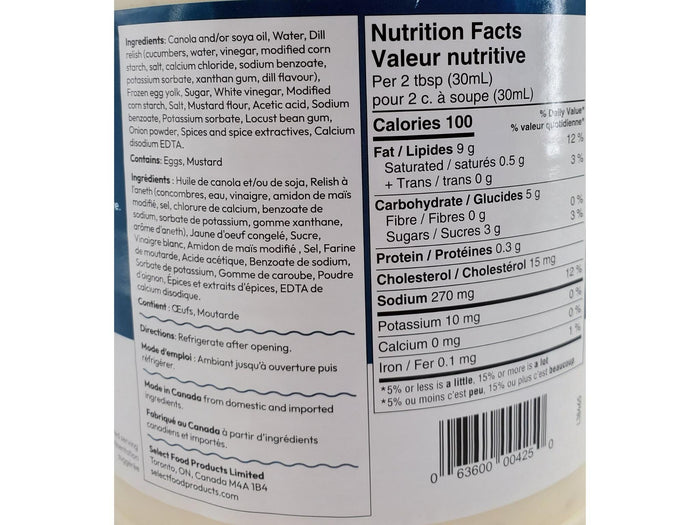 Ingredients: Canola and/or soya oil, Water, Dill
relish (cucumbers, water, vinegar, modified corn
starch, salt, calcium chloride, sodium benzoate,
potassium sorbate, xanthan gum, dill flavour),
Frozen egg yolk, Sugar, White vinegar, Modified
corn starch, Salt, Mustard flour, Acetic acid, Sodium
benzoate, Potassium sorbate, Locust bean gum,
Onion powder, Spices and spice extractives, Calcium
disodium EDTA.
Contains: Eggs, Mustard
Ingrédients : Huile de canola et/ou de soja, Relish à
l'aneth (concombres, eau, vinaigre, amidon de maïs
modifié, sel, chlorure de calcium, benzoate de
sodium, sorbate de potassium, gomme xanthane,
arôme d'aneth), Jaune d'oeuf congelé, Sucre,
Vinaigre blanc, Amidon de maïs modifié , Sel, Farine
de moutarde, Acide acétique, Benzoate de sodium,
Sorbate de potassium, Gomme de caroube, Poudre
d'oignon, Épices et extraits d'épices, EDTA de
calcium disodique.
Contient : Œufs, Moutarde
Directions: Refrigerate after opening.
Mode d'emploi : Ambiant jusqu'à ouverture puis
réfrigérer.
Made in Canada from domestic and imported
ingredients.
Fabriqué au Canada à partir d'ingrédients
canadiens et importés.
Select Food Products Limited
Toronto, ON, Canada M4A 1B4
selectfoodproducts.com
Nutrition Facts
Valeur nutritive
Per 2 tbsp (30mL)
pour 2 c. à soupe (30mL)
Calories 100
% Daily Value*
% valeur quotidienne*
Fat / Lipides 9 g 12 %
Saturated / saturés 0.5 g 3 %
+ Trans / trans 0 g
Carbohydrate / Glucides 5 g
Fibre / Fibres 0 g 0 %
Sugars / Sucres 3 g 3 %
Protein / Protéines 0.3 g
Cholesterol / Cholestérol 15 mg
Sodium 270 mg 12 %
Potassium 10 mg 0 %
Calcium 0 mg 0 %
Iron / Fer 0.1 mg 1 %
*5% or less is a little, 15% or more is a lot
*5% ou moins c'est peu, 15% ou plus c'est beaucoup
0 63600 00425 0